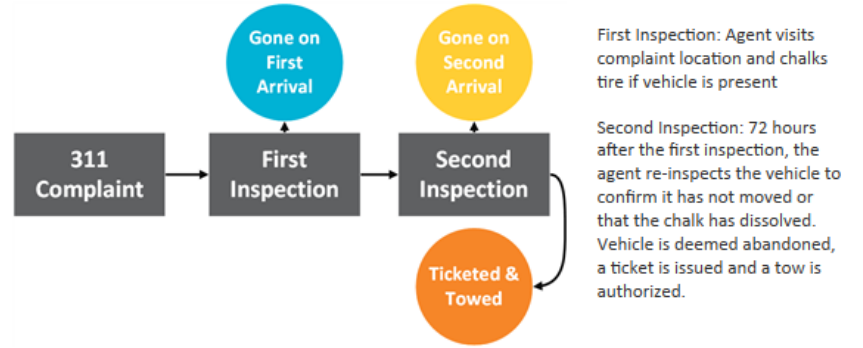 Gone on
First
Arrival
Gone on
Second
Arrival
311
Complaint
First
Inspection
Second
Inspection
Ticketed &
Towed
First Inspection: Agent visits
complaint location and chalks
tire if vehicle is present
Second Inspection: 72 hours
after the first inspection, the
agent re-inspects the vehicle to
confirm it has not moved or
that the chalk has dissolved.
Vehicle is deemed abandoned,
a ticket is issued and a tow is
authorized.